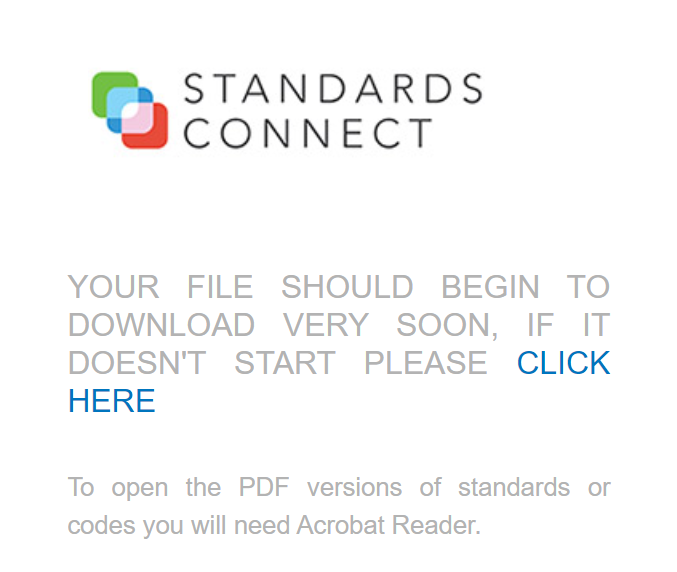 STANDARDS
CONNECT
YOUR FILE SHOULD BEGIN TO
DOWNLOAD VERY SOON, IF IT
DOESN'T START PLEASE CLICK
HERE
To open the PDF versions of standards or
codes you will need Acrobat Reader.